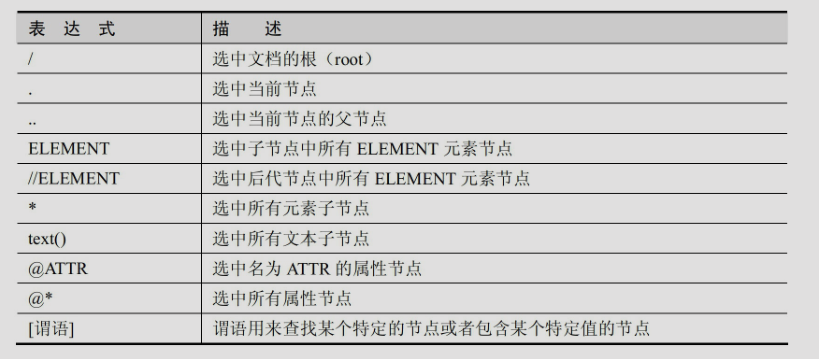 表 达 式 描 述
/ 选中文档的根（root）
. 选中当前节点
.. 选中当前节点的父节点
ELEMENT 选中子节点中所有 ELEMENT 元素节点
//ELEMENT 选中后代节点中所有 ELEMENT 元素节点
* 选中所有元素子节点
text() 选中所有文本子节点
@ATTR 选中名为 ATTR 的属性节点
@* 选中所有属性节点
[谓语] 谓语用来查找某个特定的节点或者包含某个特定值的节点